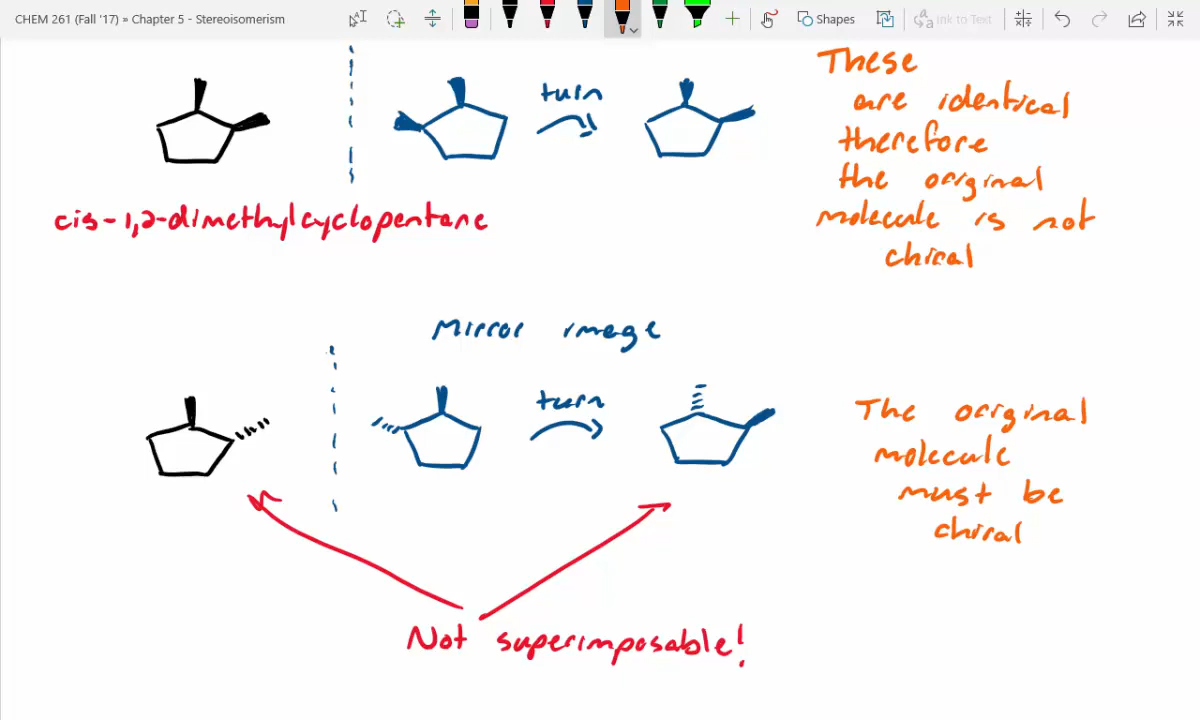 CHEM 261 (Fall '17) » Chapter 5 - Stereoisomerism
Shapes
Ink to Text
turn
These
are identical
therefore
the original
molecule is not
chiral
cis-1,2-dimethylcyclopentane
Mirror image
turn
The original
molecule
must be
chiral
Not superimposable!